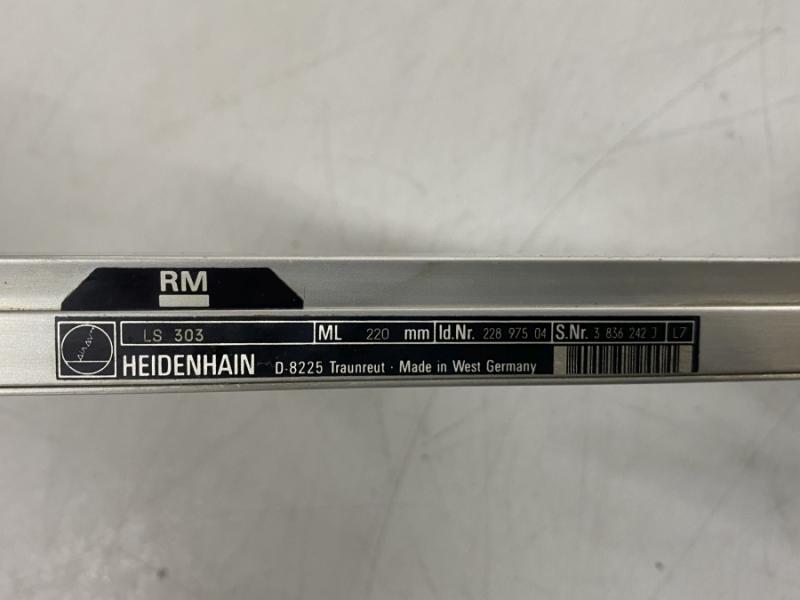 RM
LS 303 ML 220 mm Id.Nr. 228 975 04 S.Nr. 3 836 242 J L7
HEIDENHAIN D-8225 Traunreut · Made in West Germany